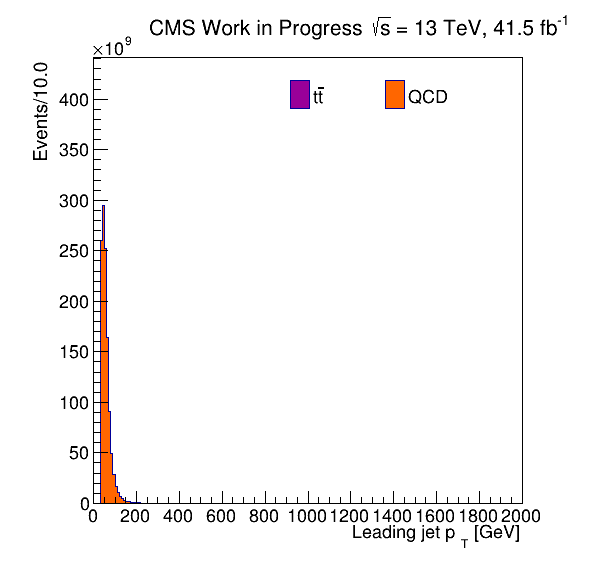 CMS Work in Progress √s = 13 TeV, 41.5 fb⁻¹
×10⁹
Events/10.0
tt̅
QCD
400
350
300
250
200
150
100
50
0
0 200 400 600 800 1000 1200 1400 1600 1800 2000
Leading jet p_T [GeV]